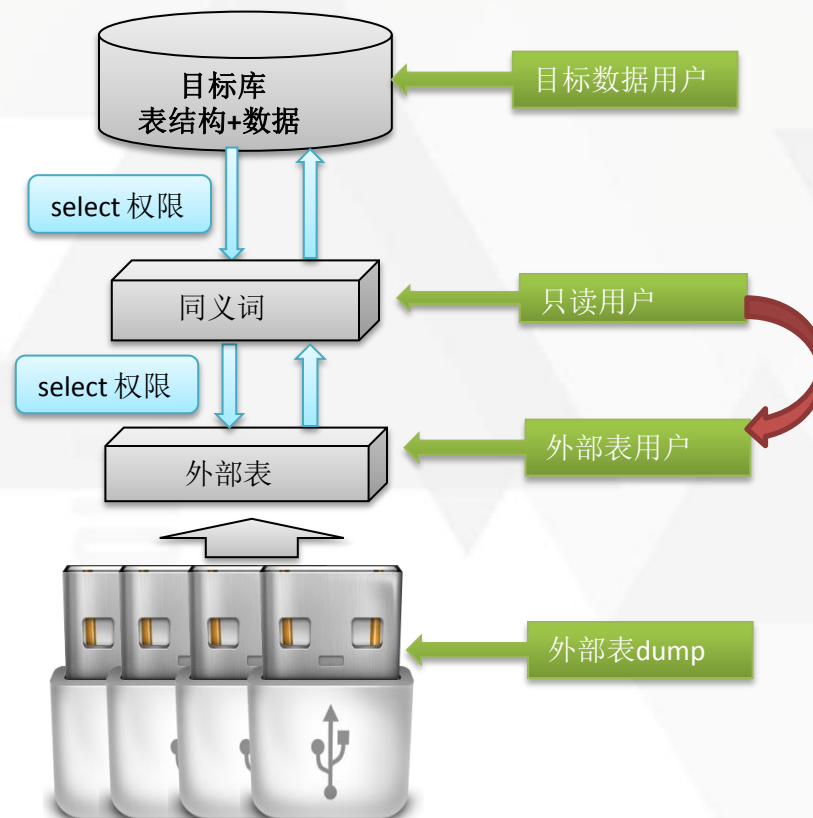 目标库
表结构+数据
目标数据用户
select 权限
同义词
只读用户
select 权限
外部表
外部表用户
外部表dump